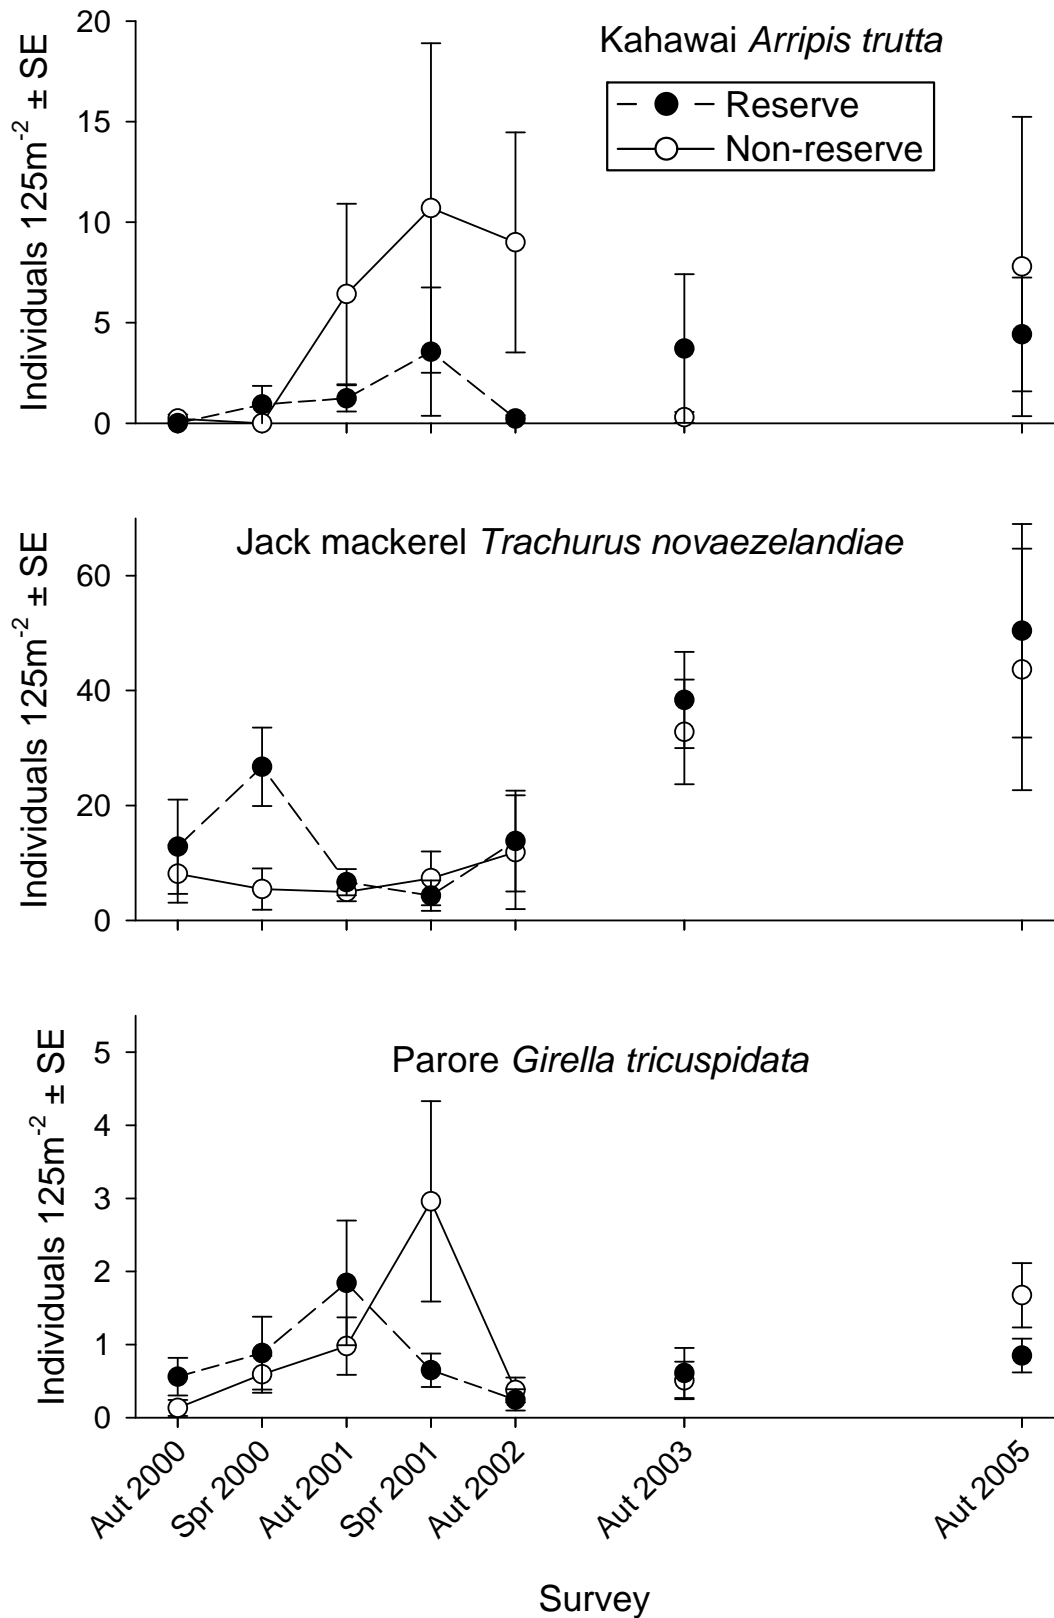 Kahawai Arripis trutta
Reserve
Non-reserve
Individuals 125m⁻² ± SE
20
15
10
5
0
Jack mackerel Trachurus novaezelandiae
Individuals 125m⁻² ± SE
60
40
20
0
Parore Girella tricuspidata
Individuals 125m⁻² ± SE
5
4
3
2
1
0
Aut 2000
Spr 2000
Aut 2001
Spr 2001
Aut 2002
Aut 2003
Aut 2005
Survey